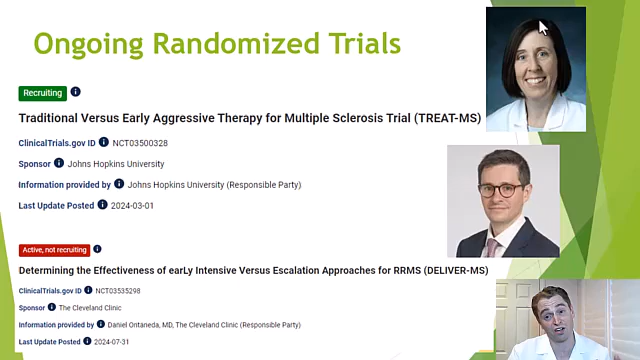 Ongoing Randomized Trials
Recruiting
Traditional Versus Early Aggressive Therapy for Multiple Sclerosis Trial (TREAT-MS)
ClinicalTrials.gov ID NCT03500328
Sponsor Johns Hopkins University
Information provided by Johns Hopkins University (Responsible Party)
Last Update Posted 2024-03-01
Active, not recruiting
Determining the Effectiveness of earLy Intensive Versus Escalation Approaches for RRMS (DELIVER-MS)
ClinicalTrials.gov ID NCT03535298
Sponsor The Cleveland Clinic
Information provided by Daniel Ontaneda, MD, The Cleveland Clinic (Responsible Party)
Last Update Posted 2024-07-31